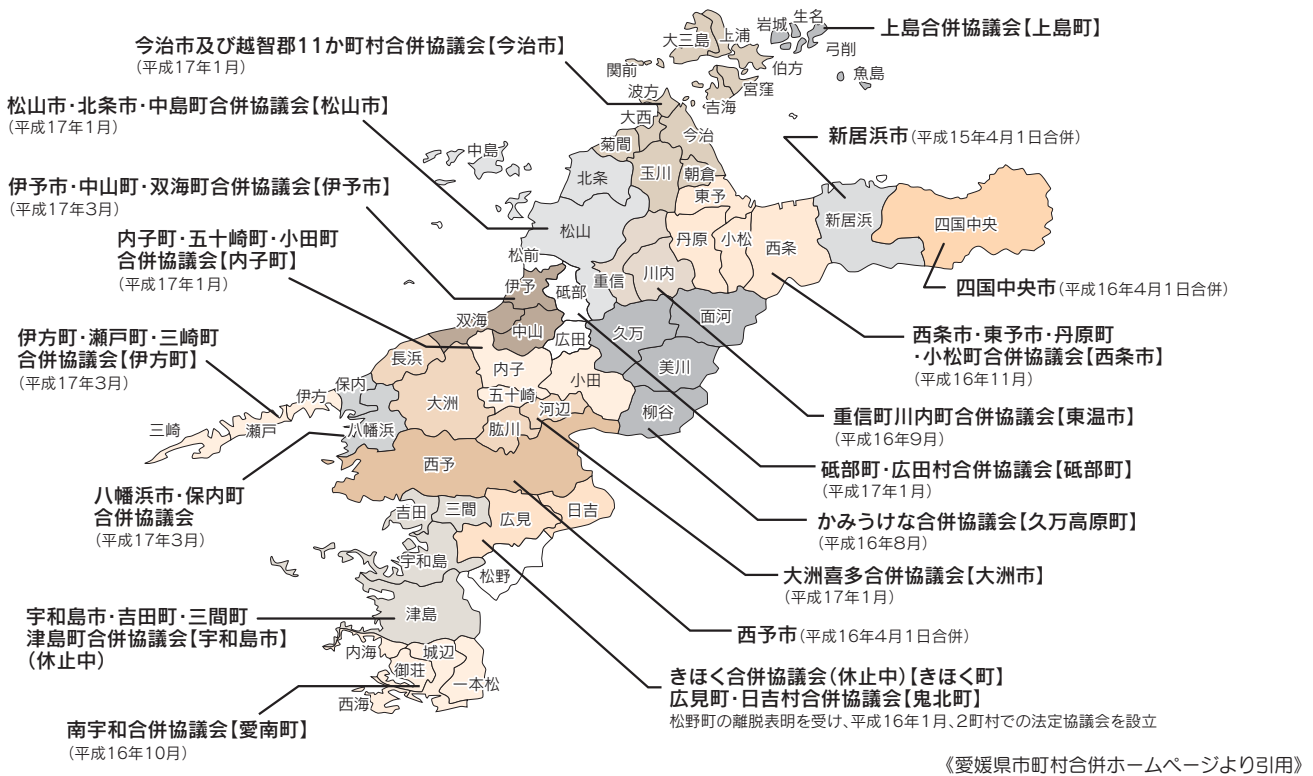 上島合併協議会【上島町】
今治市及び越智郡11か町村合併協議会【今治市】
(平成17年1月)
松山市・北条市・中島町合併協議会【松山市】
(平成17年1月)
新居浜市(平成15年4月1日合併)
伊予市・中山町・双海町合併協議会【伊予市】
(平成17年3月)
内子町・五十崎町・小田町
合併協議会【内子町】
(平成17年1月)
四国中央市(平成16年4月1日合併)
伊方町・瀬戸町・三崎町
合併協議会【伊方町】
(平成17年3月)
西条市・東予市・丹原町
・小松町合併協議会【西条市】
(平成16年11月)
重信町川内町合併協議会【東温市】
(平成16年9月)
砥部町・広田村合併協議会【砥部町】
(平成17年1月)
八幡浜市・保内町
合併協議会
(平成17年3月)
かみうけな合併協議会【久万高原町】
(平成16年8月)
大洲喜多合併協議会【大洲市】
(平成17年1月)
宇和島市・吉田町・三間町
津島町合併協議会【宇和島市】
(休止中)
西予市(平成16年4月1日合併)
きほく合併協議会(休止中)【きほく町】
広見町・日吉村合併協議会【鬼北町】
松野町の離脱表明を受け、平成16年1月、2町村での法定協議会を設立
南宇和合併協議会【愛南町】
(平成16年10月)
岩城
生名
弓削
魚島
大三島
上浦
伯方
関前
宮窪
吉海
波方
大西
今治
菊間
玉川
朝倉
中島
北条
東予
松山
丹原
小松
西条
新居浜
四国中央
松前
重信
川内
伊予
砥部
双海
中山
広田
久万
面河
美川
柳谷
長浜
内子
小田
五十崎
河辺
大洲
肱川
保内
八幡浜
伊方
瀬戸
三崎
西予
吉田
三間
広見
日吉
宇和島
松野
津島
内海
城辺
御荘
一本松
西海
《愛媛県市町村合併ホームページより引用》